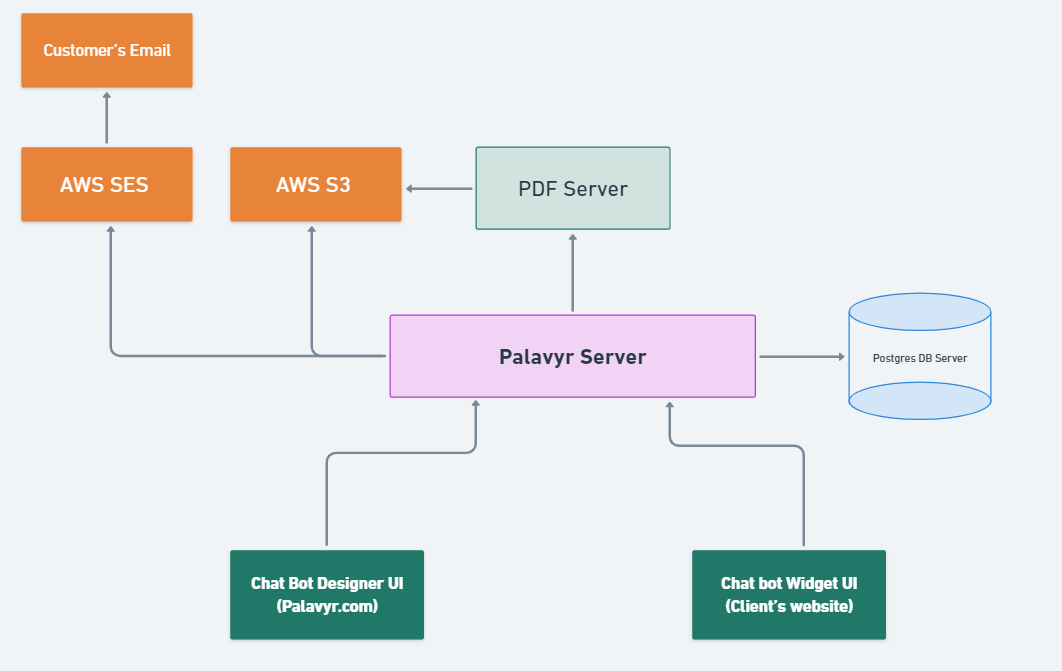 Customer's Email
AWS SES
AWS S3
PDF Server
Palavyr Server
Postgres DB Server
Chat Bot Designer UI
(Palavyr.com)
Chat bot Widget UI
(Client's website)